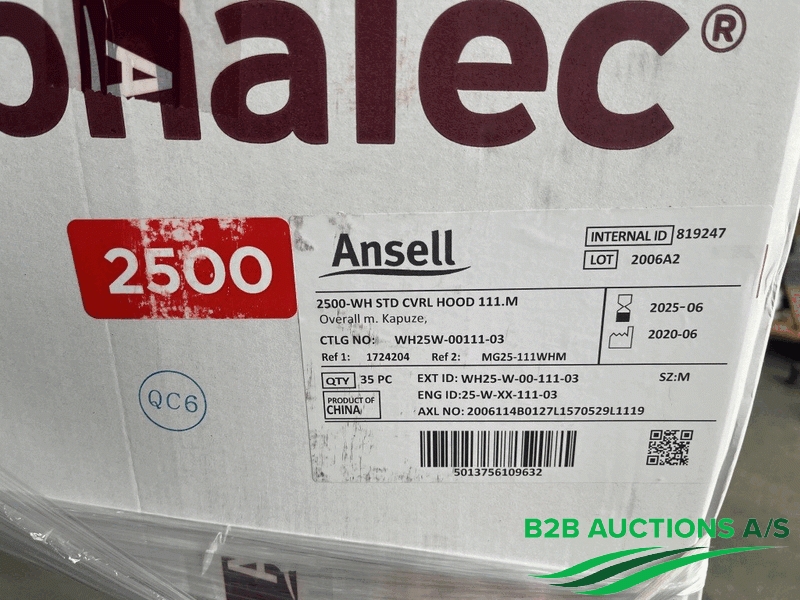 onalec®
2500
Ansell
INTERNAL ID 819247
LOT 2006A2
2500-WH STD CVRL HOOD 111.M
Overall m. Kapuze,
CTLG NO: WH25W-00111-03
Ref 1: 1724204 Ref 2: MG25-111WHM
2025-06
2020-06
QTY 35 PC EXT ID: WH25-W-00-111-03 SZ:M
ENG ID:25-W-XX-111-03
PRODUCT OF
CHINA
AXL NO: 2006114B0127L1570529L1119
QC6
5013756109632
B2B AUCTIONS A/S